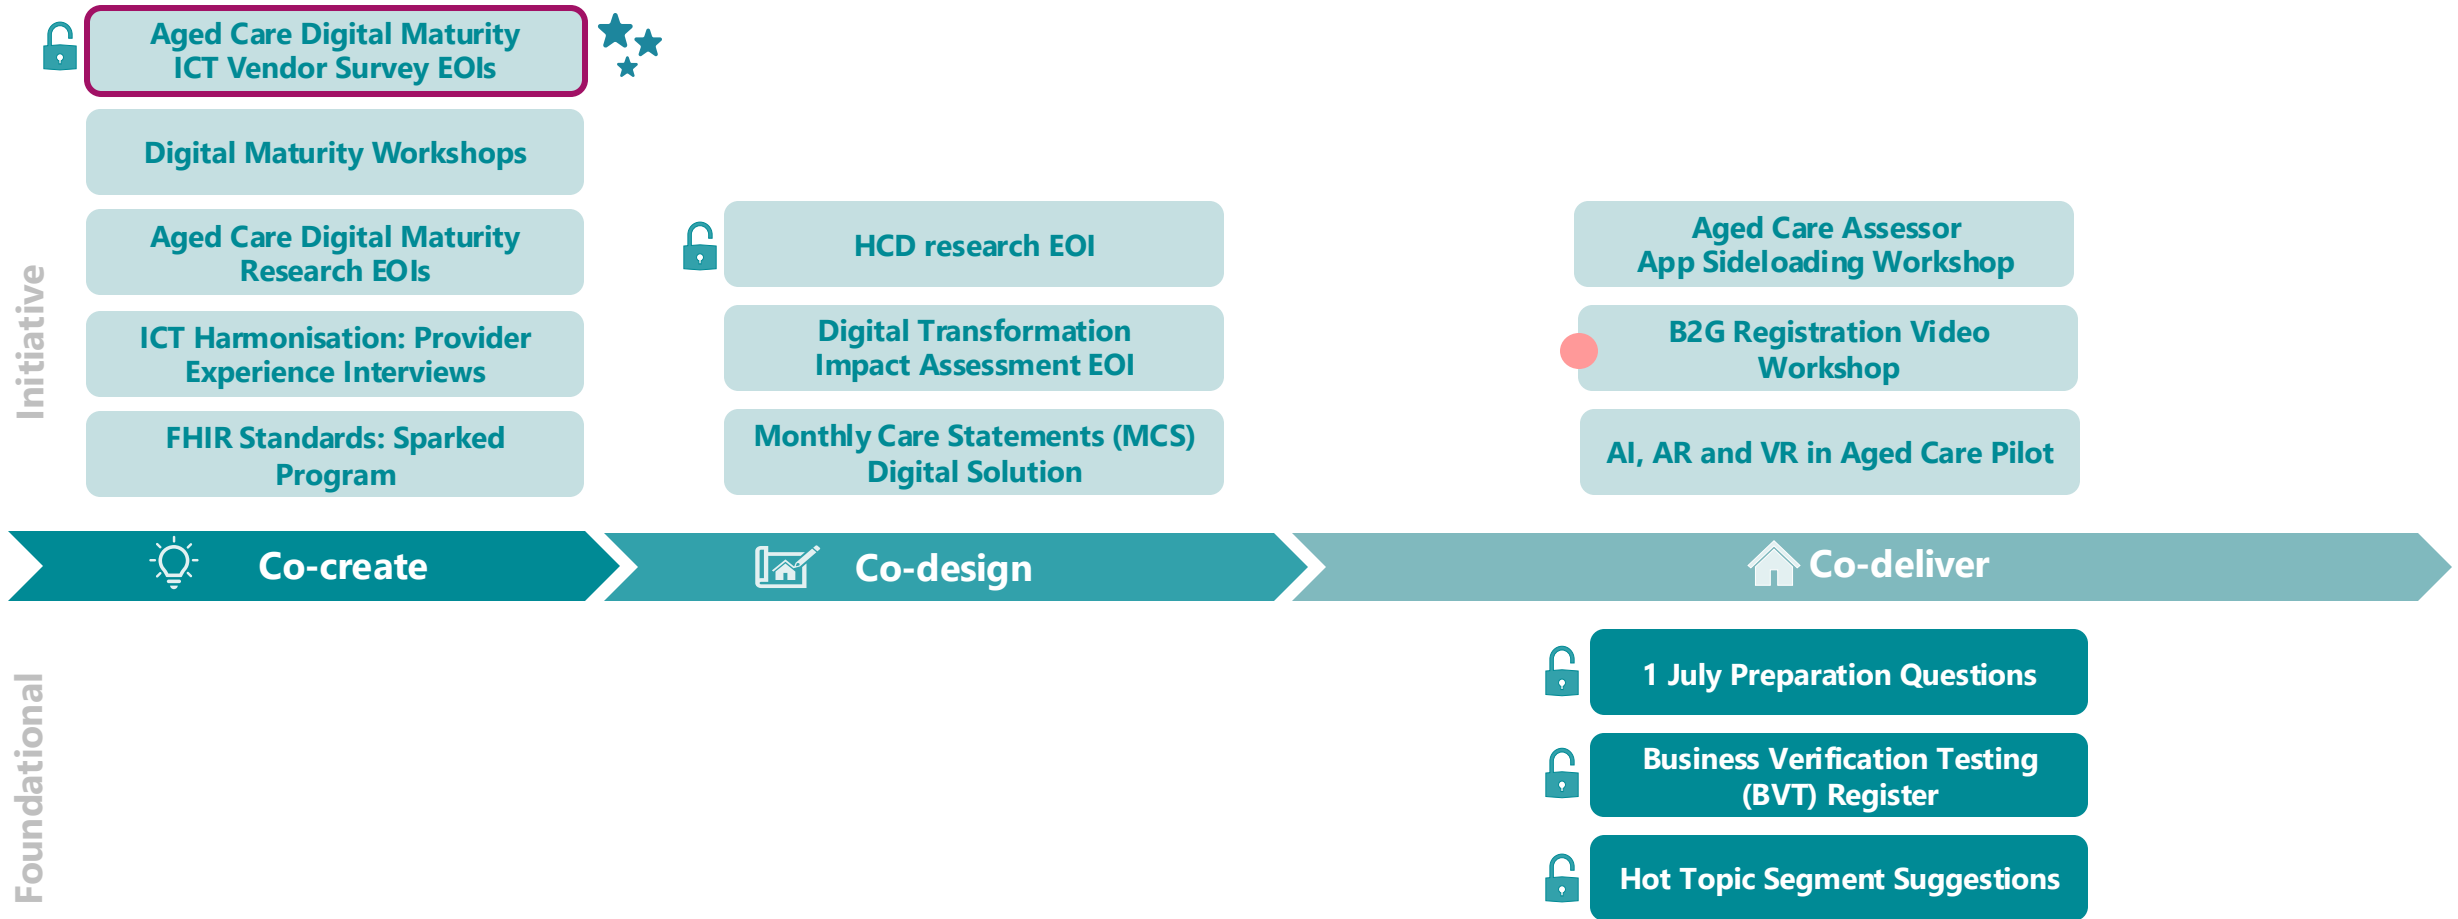 Initiative
Aged Care Digital Maturity
ICT Vendor Survey EOIs
Digital Maturity Workshops
Aged Care Digital Maturity
Research EOIs
ICT Harmonisation: Provider
Experience Interviews
FHIR Standards: Sparked
Program
HCD research EOI
Digital Transformation
Impact Assessment EOI
Monthly Care Statements (MCS)
Digital Solution
Aged Care Assessor
App Sideloading Workshop
B2G Registration Video
Workshop
AI, AR and VR in Aged Care Pilot
Co-create
Co-design
Co-deliver
Foundational
1 July Preparation Questions
Business Verification Testing
(BVT) Register
Hot Topic Segment Suggestions